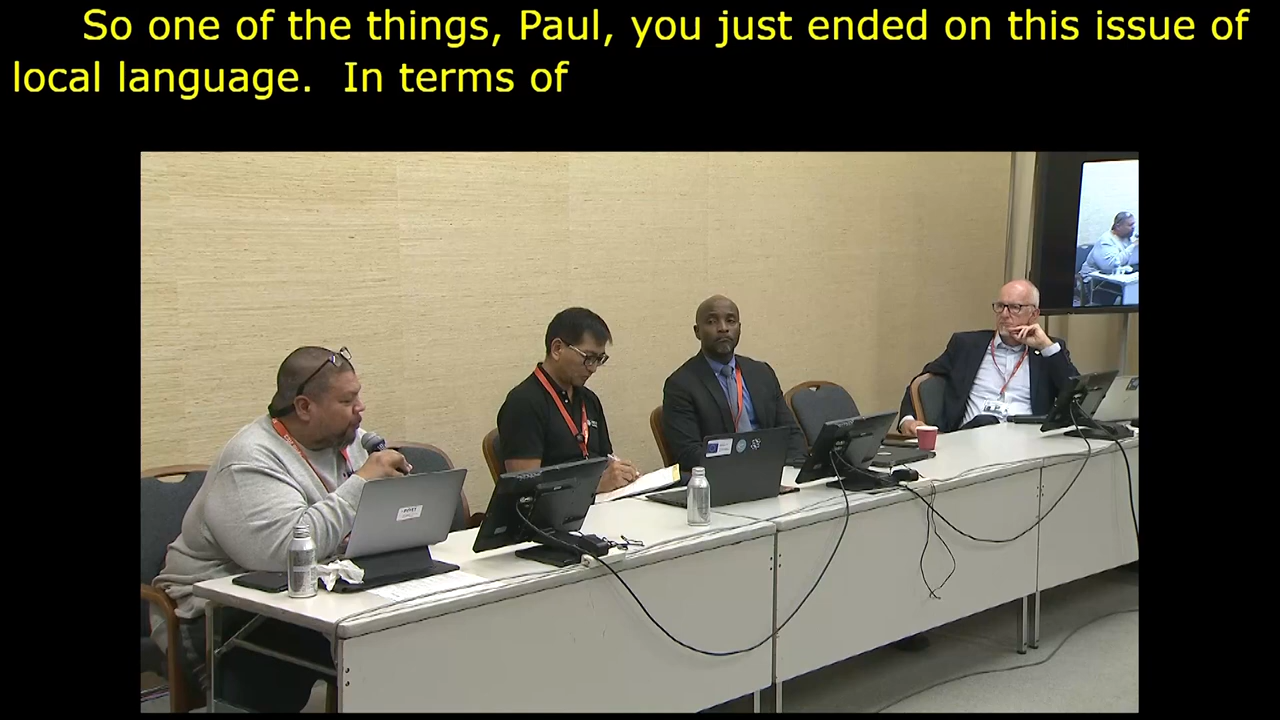 So one of the things, Paul, you just ended on this issue of
local language.  In terms of